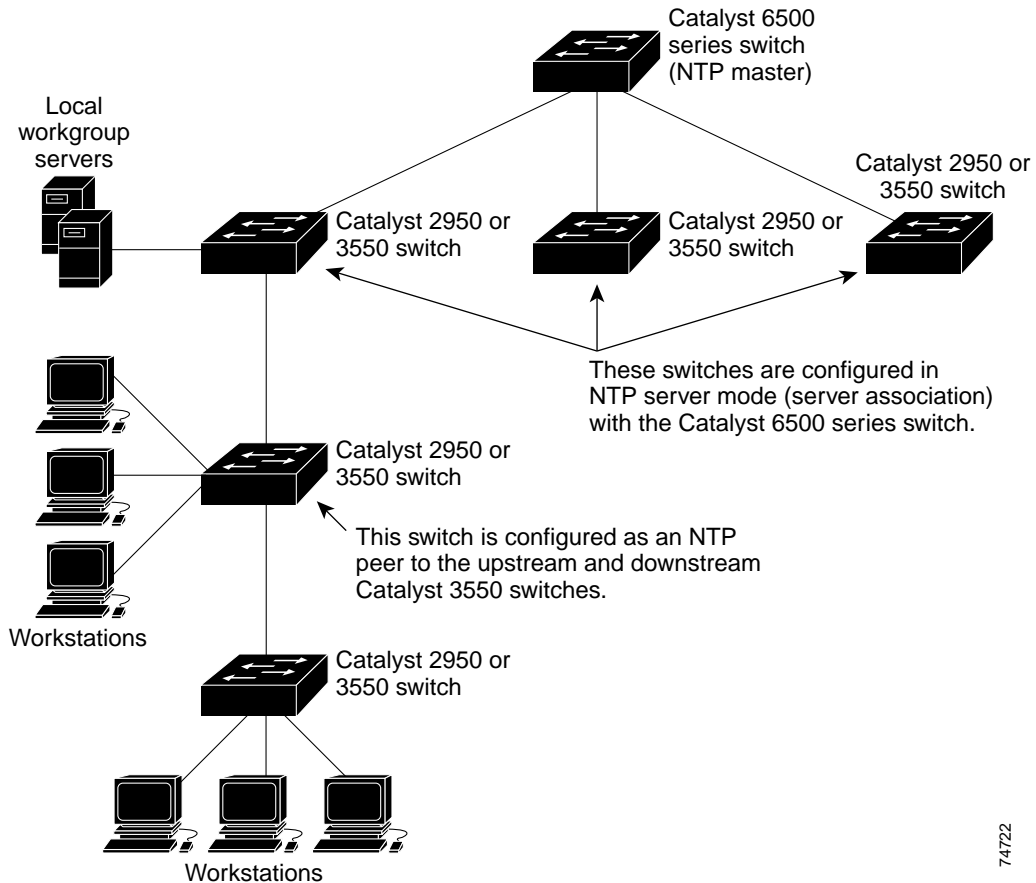 Catalyst 6500
series switch
(NTP master)
Local
workgroup
servers
Catalyst 2950 or
3550 switch
Catalyst 2950 or
3550 switch
Catalyst 2950 or
3550 switch
These switches are configured in
NTP server mode (server association)
with the Catalyst 6500 series switch.
Catalyst 2950 or
3550 switch
This switch is configured as an NTP
peer to the upstream and downstream
Catalyst 3550 switches.
Workstations
Catalyst 2950 or
3550 switch
Workstations
74722